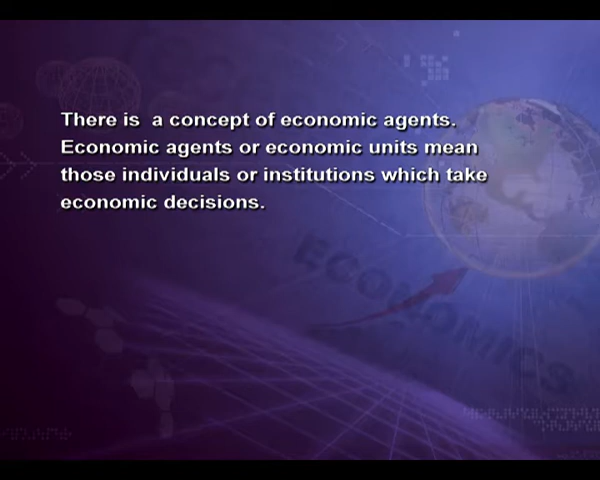 There is  a concept of economic agents.
Economic agents or economic units mean
those individuals or institutions which take
economic decisions.
ECONOMICS